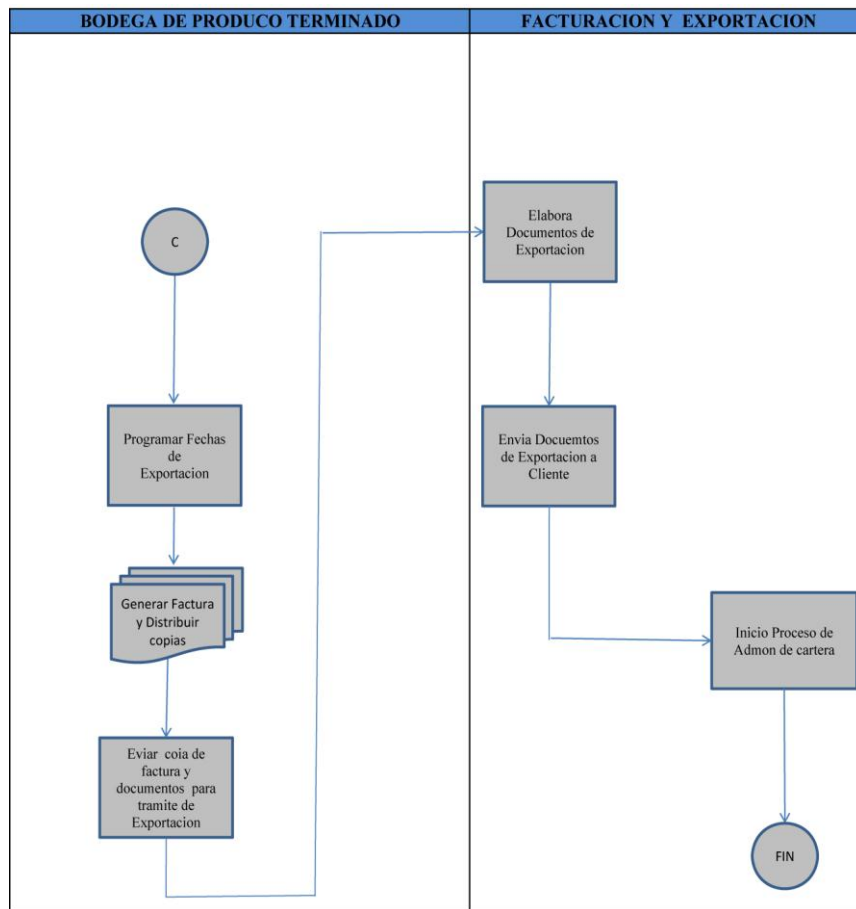 BODEGA DE PRODUCO TERMINADO
FACTURACION Y EXPORTACION
C
Programar Fechas
de
Exportacion
Generar Factura
y Distribuir
copias
Eviar coia de
factura y
documentos para
tramite de
Exportacion
Elabora
Documentos de
Exportacion
Envia Docuemtos
de Exportacion a
Cliente
Inicio Proceso de
Admon de cartera
FIN